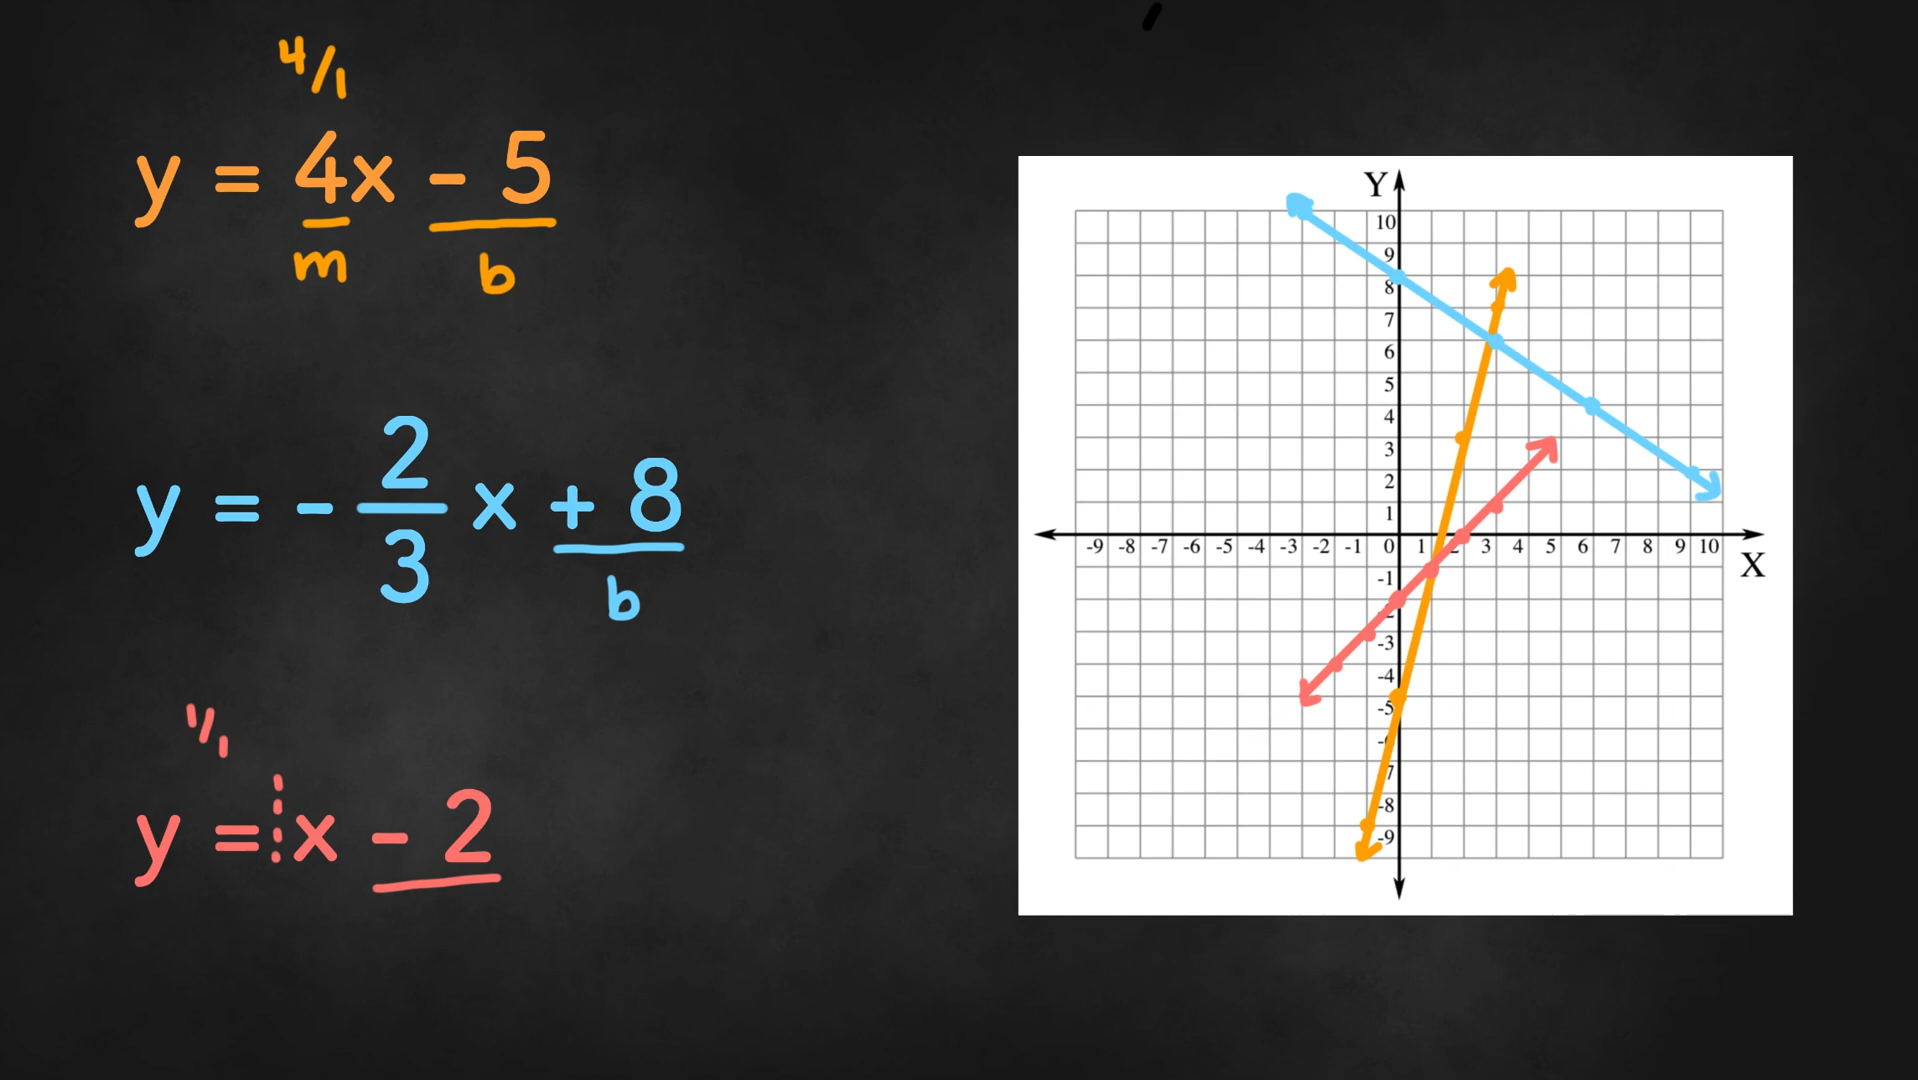 4/1
y = 4x - 5
m b
y = - 2/3 x + 8
b
1/1
y = 1x - 2
Y
10
9
8
7
6
5
4
3
2
1
-9 -8 -7 -6 -5 -4 -3 -2 -1 0 1 2 3 4 5 6 7 8 9 10
X
-1
-3
-4
-5
-8
-9